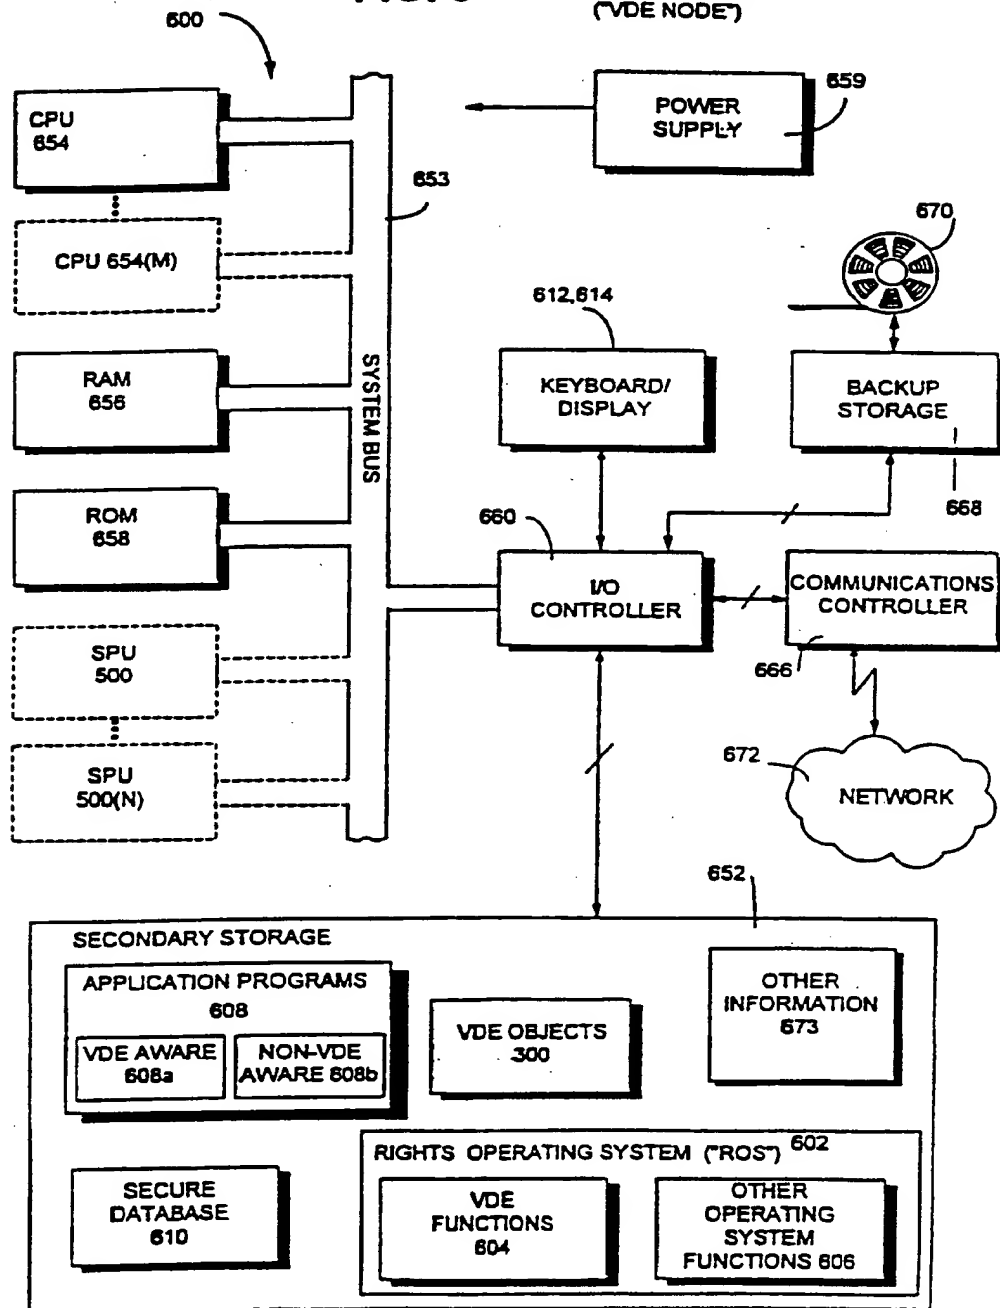 ("VDE NODE")
600
CPU
654
POWER
SUPPLY
659
653
CPU 654(M)
670
612,614
RAM
656
SYSTEM BUS
KEYBOARD/
DISPLAY
BACKUP
STORAGE
668
ROM
658
660
I/O
CONTROLLER
COMMUNICATIONS
CONTROLLER
666
SPU
500
672
NETWORK
SPU
500(N)
652
SECONDARY STORAGE
APPLICATION PROGRAMS
608
VDE AWARE
608a
NON-VDE
AWARE 608b
VDE OBJECTS
300
OTHER
INFORMATION
673
SECURE
DATABASE
610
RIGHTS OPERATING SYSTEM ("ROS") 602
VDE
FUNCTIONS
604
OTHER
OPERATING
SYSTEM
FUNCTIONS 606